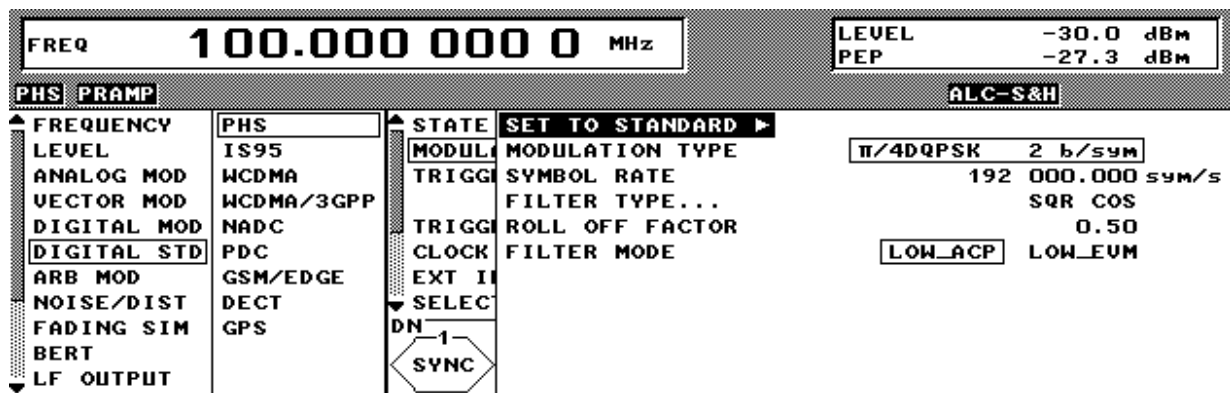 FREQ 100.000 000 0 MHz
LEVEL -30.0 dBm
PEP -27.3 dBm
PHS PRAMP ALC-S&H
FREQUENCY
LEVEL
ANALOG MOD
VECTOR MOD
DIGITAL MOD
DIGITAL STD
ARB MOD
NOISE/DIST
FADING SIM
BERT
LF OUTPUT
PHS
IS95
WCDMA
WCDMA/3GPP
NADC
PDC
GSM/EDGE
DECT
GPS
STATE
MODUL
TRIGG
TRIGG
CLOCK
EXT I
SELEC
DN
1
SYNC
SET TO STANDARD ▶
MODULATION TYPE π/4DQPSK 2 b/sym
SYMBOL RATE 192 000.000 sym/s
FILTER TYPE... SQR COS
ROLL OFF FACTOR 0.50
FILTER MODE LOW_ACP LOW_EVM